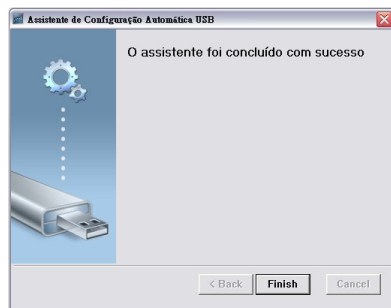 Assistente de Configuração Automática USB
O assistente foi concluído com sucesso
< Back
Finish
Cancel